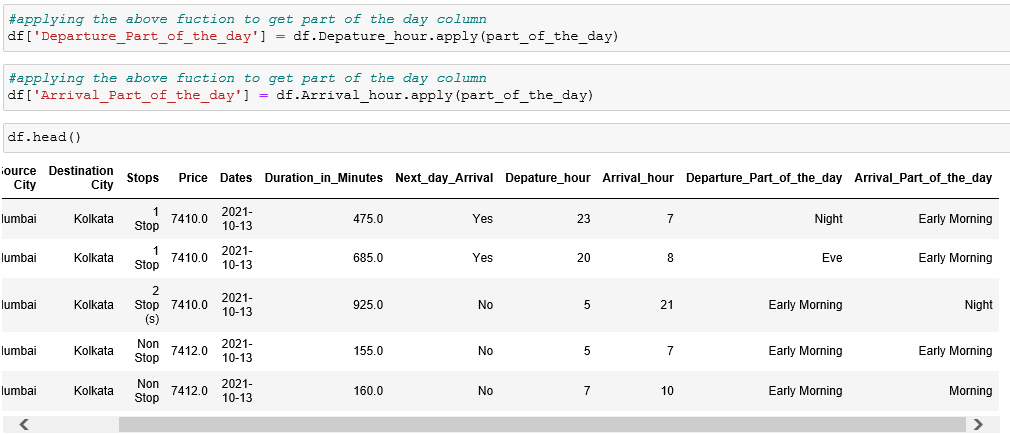 #applying the above fuction to get part of the day column
df['Departure_Part_of_the_day'] = df.Depature_hour.apply(part_of_the_day)
#applying the above fuction to get part of the day column
df['Arrival_Part_of_the_day'] = df.Arrival_hour.apply(part_of_the_day)
df.head()
ource City Destination City Stops Price Dates Duration_in_Minutes Next_day_Arrival Depature_hour Arrival_hour Departure_Part_of_the_day Arrival_Part_of_the_day
umbai Kolkata 1 Stop 7410.0 2021-10-13 475.0 Yes 23 7 Night Early Morning
umbai Kolkata 1 Stop 7410.0 2021-10-13 685.0 Yes 20 8 Eve Early Morning
umbai Kolkata 2 Stop (s) 7410.0 2021-10-13 925.0 No 5 21 Early Morning Night
umbai Kolkata Non Stop 7412.0 2021-10-13 155.0 No 5 7 Early Morning Early Morning
umbai Kolkata Non Stop 7412.0 2021-10-13 160.0 No 7 10 Early Morning Morning